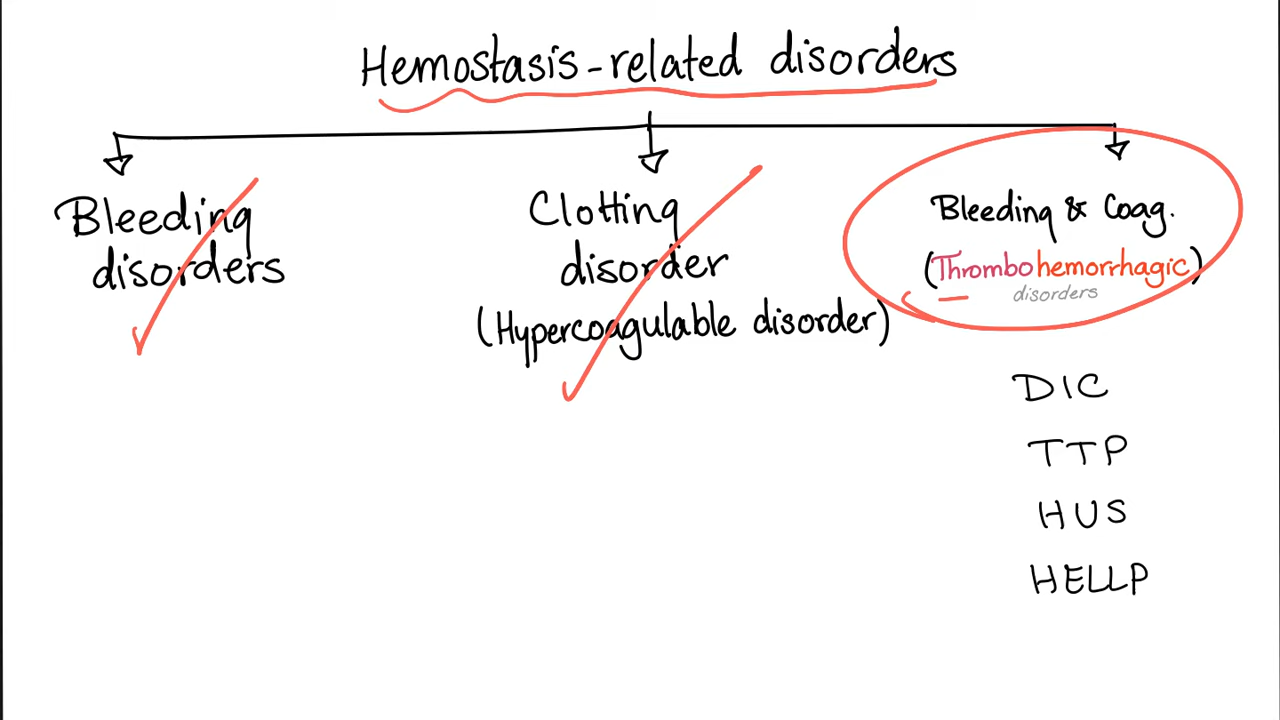 Hemostasis-related disorders
Bleeding
disorders
Clotting
disorder
(Hypercoagulable disorder)
Bleeding & Coag.
(Thrombohemorrhagic)
disorders
DIC
TTP
HUS
HELLP